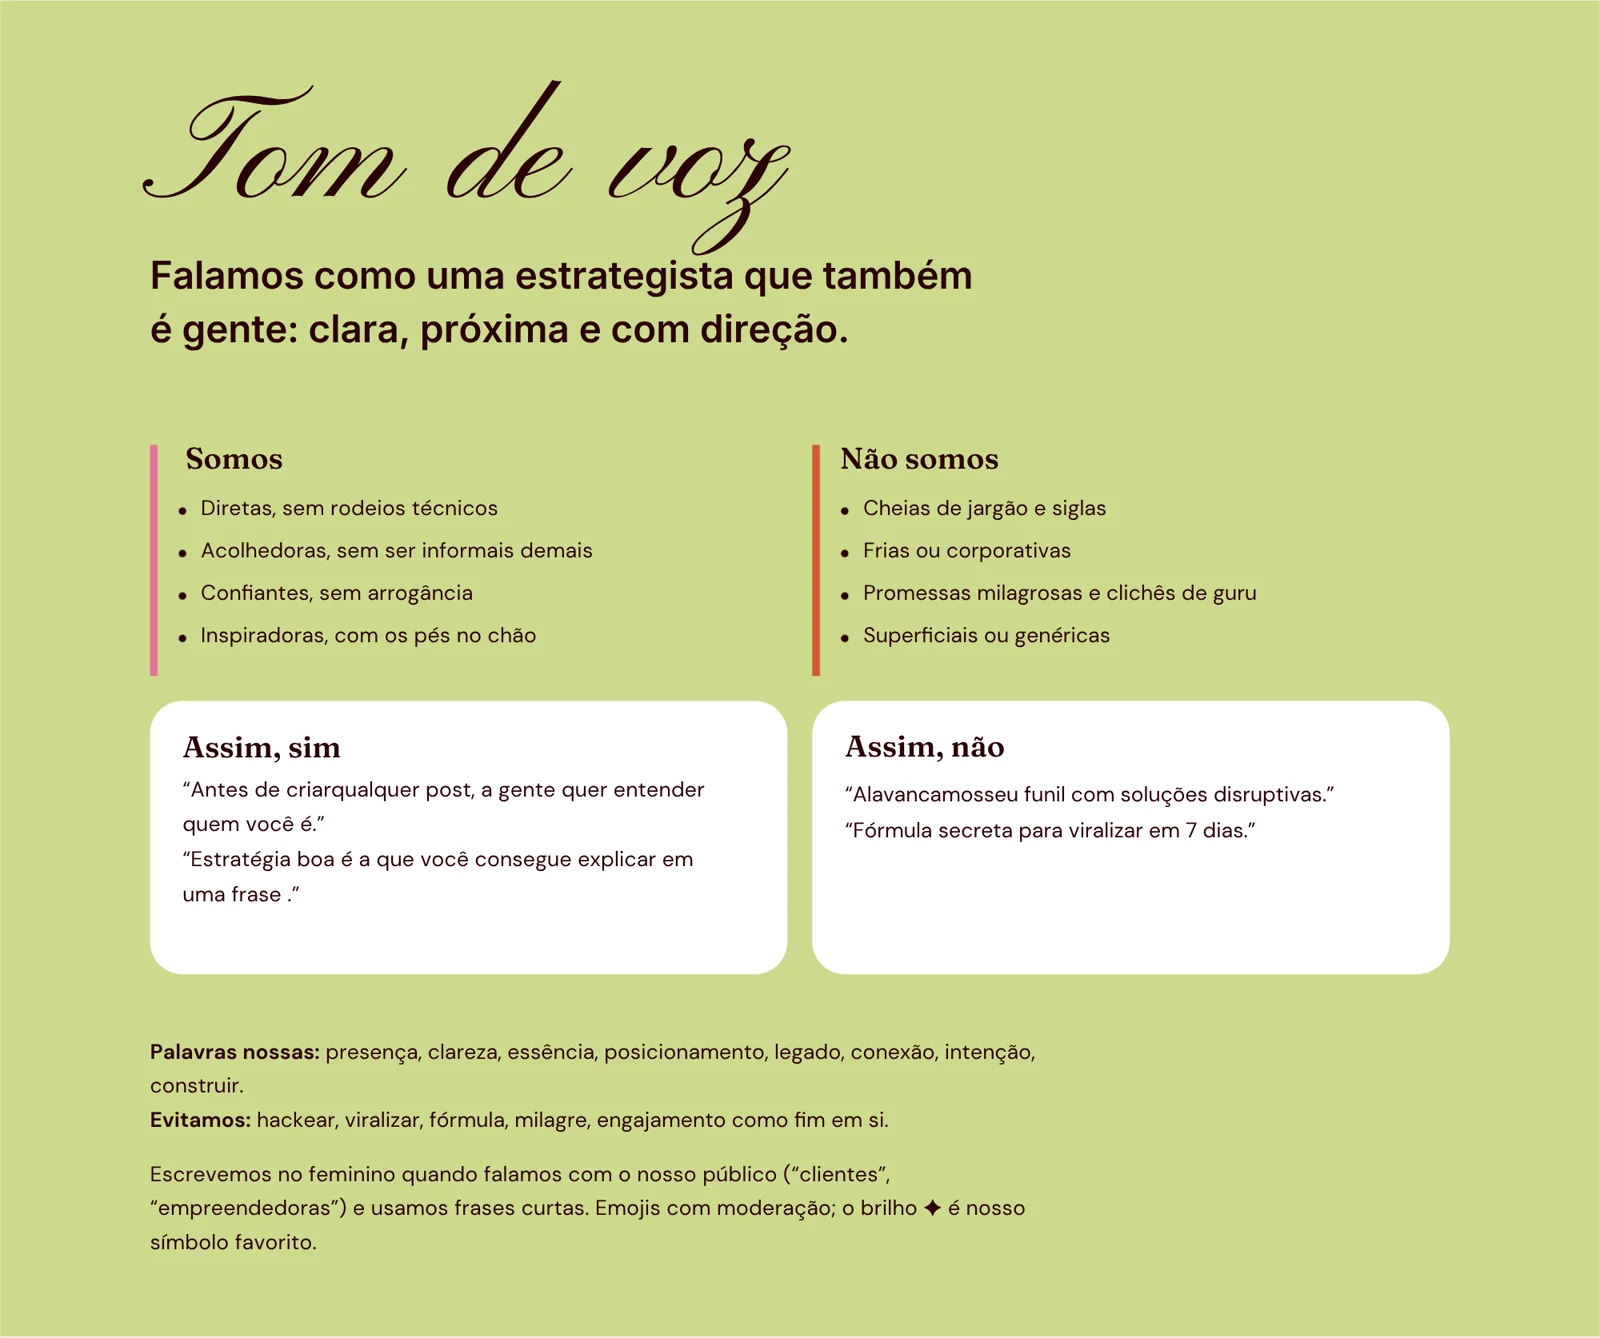 Tom de voz
Falamos como uma estrategista que também
é gente: clara, próxima e com direção.
Somos
• Diretas, sem rodeios técnicos
• Acolhedoras, sem ser informais demais
• Confiantes, sem arrogância
• Inspiradoras, com os pés no chão
Não somos
• Cheias de jargão e siglas
• Frias ou corporativas
• Promessas milagrosas e clichês de guru
• Superficiais ou genéricas
Assim, sim
“Antes de criarqualquer post, a gente quer entender
quem você é.”
“Estratégia boa é a que você consegue explicar em
uma frase .”
Assim, não
“Alavancamosseu funil com soluções disruptivas.”
“Fórmula secreta para viralizar em 7 dias.”
Palavras nossas: presença, clareza, essência, posicionamento, legado, conexão, intenção,
construir.
Evitamos: hackear, viralizar, fórmula, milagre, engajamento como fim em si.
Escrevemos no feminino quando falamos com o nosso público (“clientes”,
“empreendedoras”) e usamos frases curtas. Emojis com moderação; o brilho ✦ é nosso
símbolo favorito.